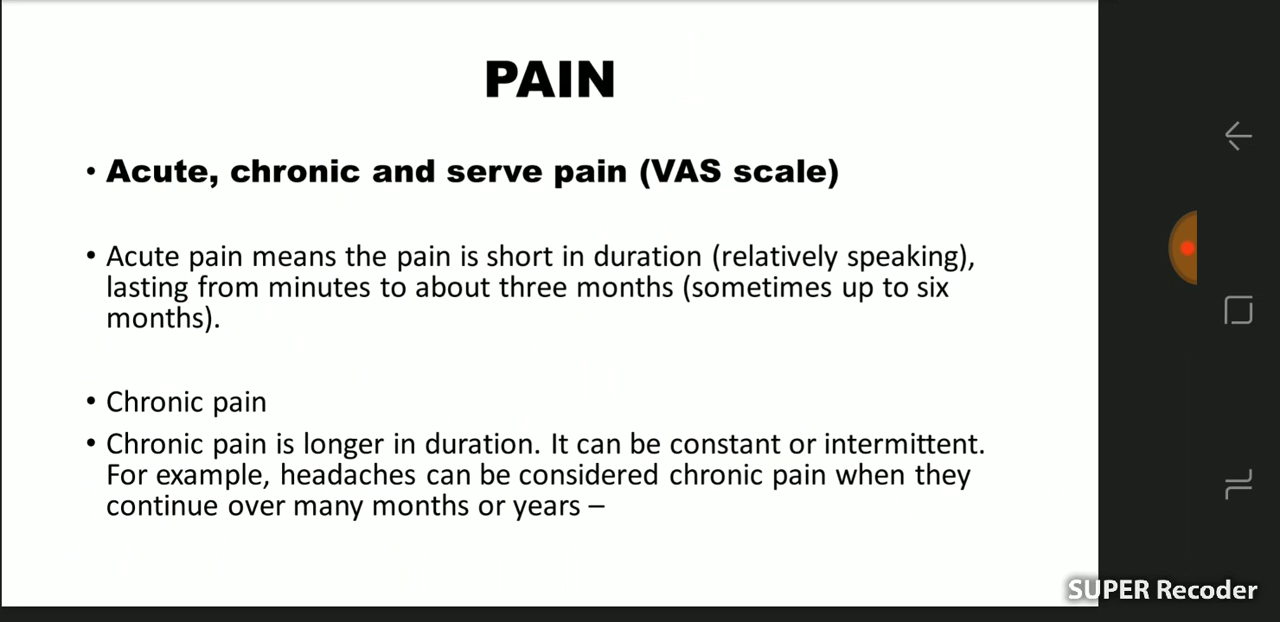 PAIN
• Acute, chronic and serve pain (VAS scale)
• Acute pain means the pain is short in duration (relatively speaking),
lasting from minutes to about three months (sometimes up to six
months).
• Chronic pain
• Chronic pain is longer in duration. It can be constant or intermittent.
For example, headaches can be considered chronic pain when they
continue over many months or years –
SUPER Recoder